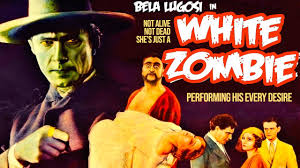 BELA LUGOSI IN
NOT ALIVE
NOT DEAD
SHE'S JUST A
WHITE
ZOMBIE
PERFORMING HIS EVERY DESIRE